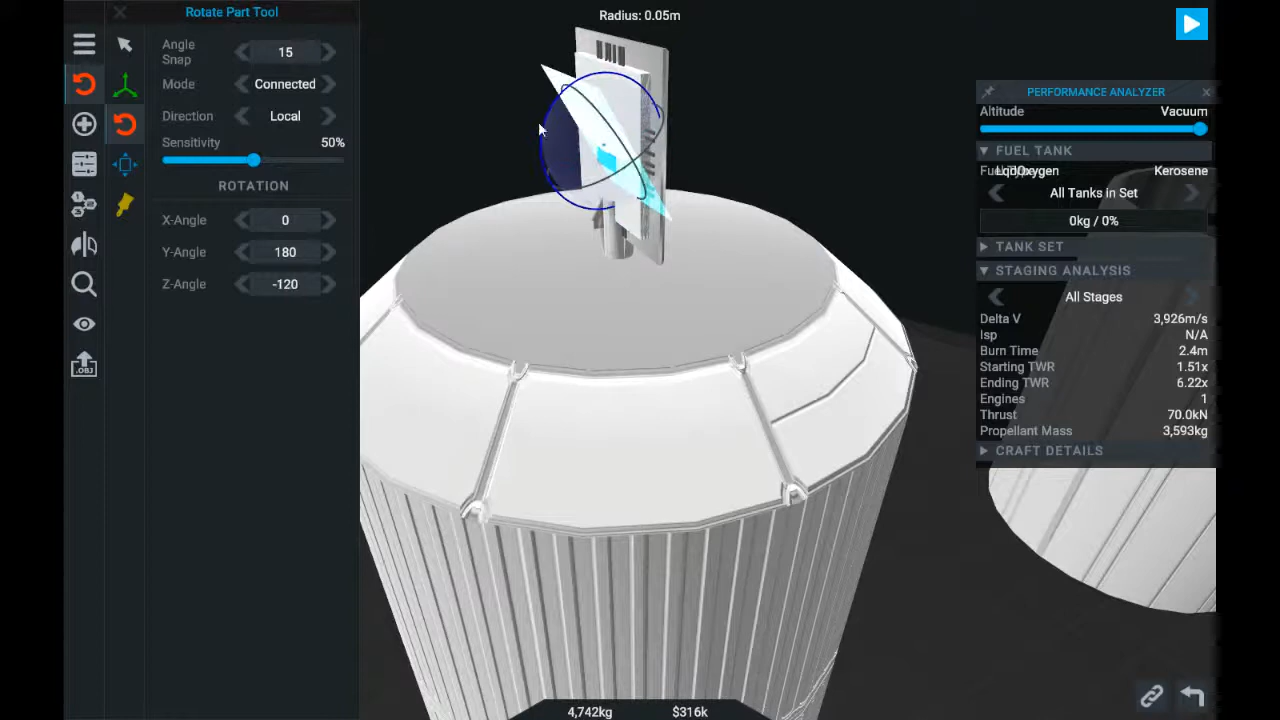 Rotate Part Tool
Radius: 0.05m
Angle Snap
15
Mode
Connected
Direction
Local
Sensitivity
50%
ROTATION
X-Angle
0
Y-Angle
180
Z-Angle
-120
.OBJ
PERFORMANCE ANALYZER
Altitude
Vacuum
FUEL TANK
Kerosene
All Tanks in Set
0kg / 0%
TANK SET
STAGING ANALYSIS
All Stages
Delta V
3,926m/s
Isp
N/A
Burn Time
2.4m
Starting TWR
1.51x
Ending TWR
6.22x
Engines
1
Thrust
70.0kN
Propellant Mass
3,593kg
CRAFT DETAILS
4,742kg
$316k